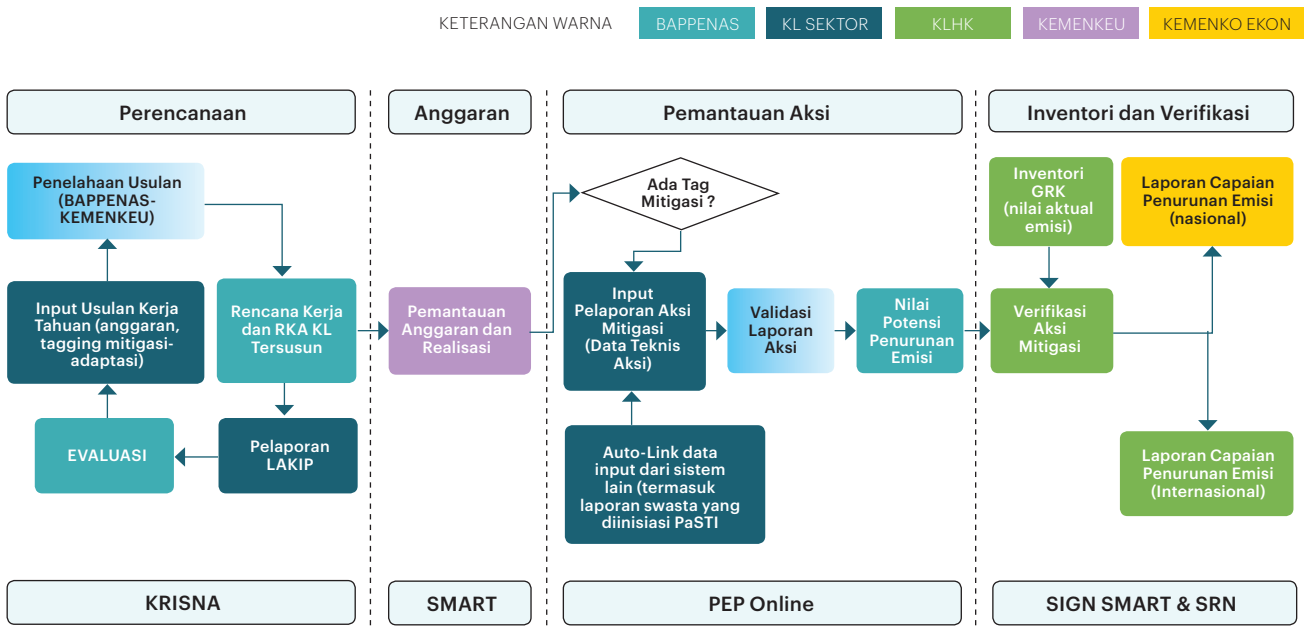 KETERANGAN WARNA
BAPPENAS
KL SEKTOR
KLHK
KEMENKEU
KEMENKO EKON
Perencanaan
Anggaran
Pemantauan Aksi
Inventori dan Verifikasi
Penelahaan Usulan
(BAPPENAS-
KEMENKEU)
Input Usulan Kerja
Tahuan (anggaran,
tagging mitigasi-
adaptasi)
Rencana Kerja
dan RKA KL
Tersusun
EVALUASI
Pelaporan
LAKIP
Pemantauan
Anggaran dan
Realisasi
Ada Tag
Mitigasi ?
Input
Pelaporan Aksi
Mitigasi
(Data Teknis
Aksi)
Validasi
Laporan
Aksi
Nilai
Potensi
Penurunan
Emisi
Auto-Link data
input dari sistem
lain (termasuk
laporan swasta yang
diinisiasi PaSTI
Inventori
GRK
(nilai aktual
emisi)
Laporan Capaian
Penurunan Emisi
(nasional)
Verifikasi
Aksi
Mitigasi
Laporan Capaian
Penurunan Emisi
(Internasional)
KRISNA
SMART
PEP Online
SIGN SMART & SRN